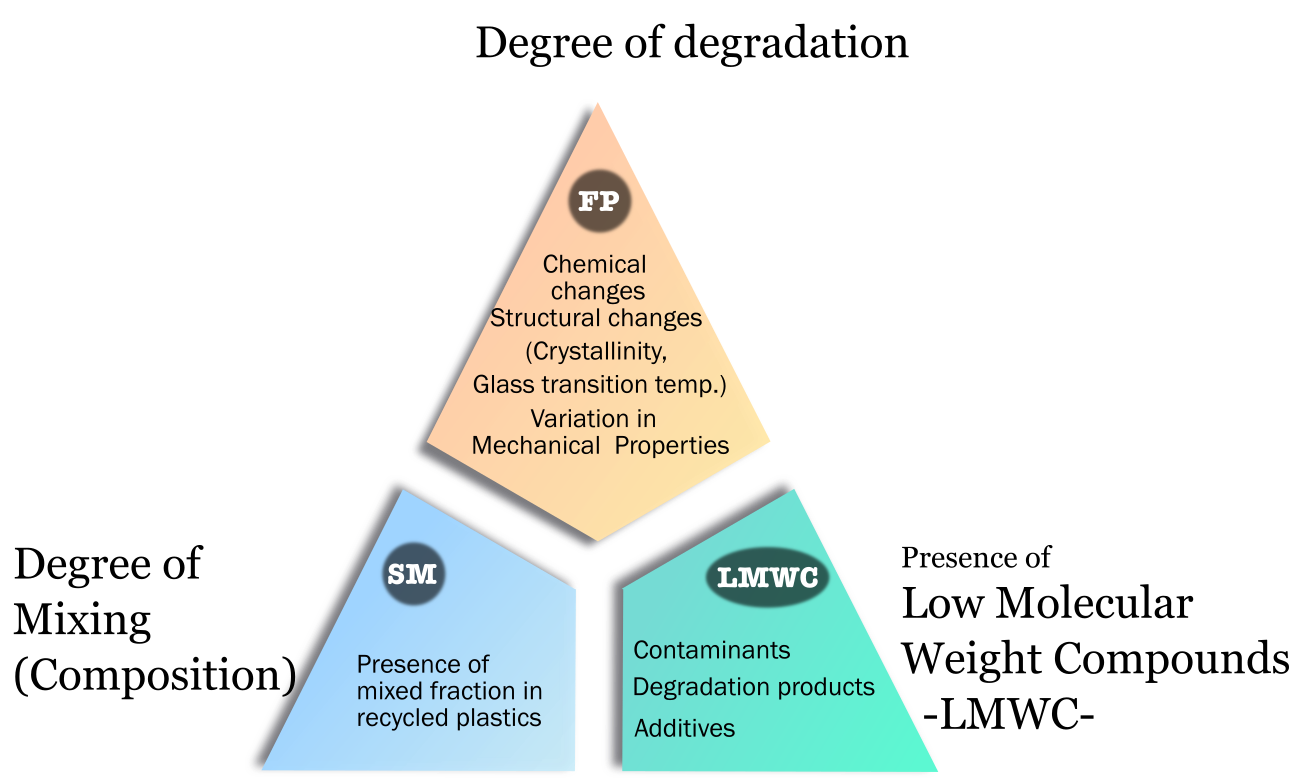 Degree of degradation
FP
Chemical
changes
Structural changes
(Crystallinity,
Glass transition temp.)
Variation in
Mechanical Properties
Degree of
Mixing
(Composition)
SM
Presence of
mixed fraction in
recycled plastics
LMWC
Contaminants
Degradation products
Additives
Presence of
Low Molecular
Weight Compounds
-LMWC-